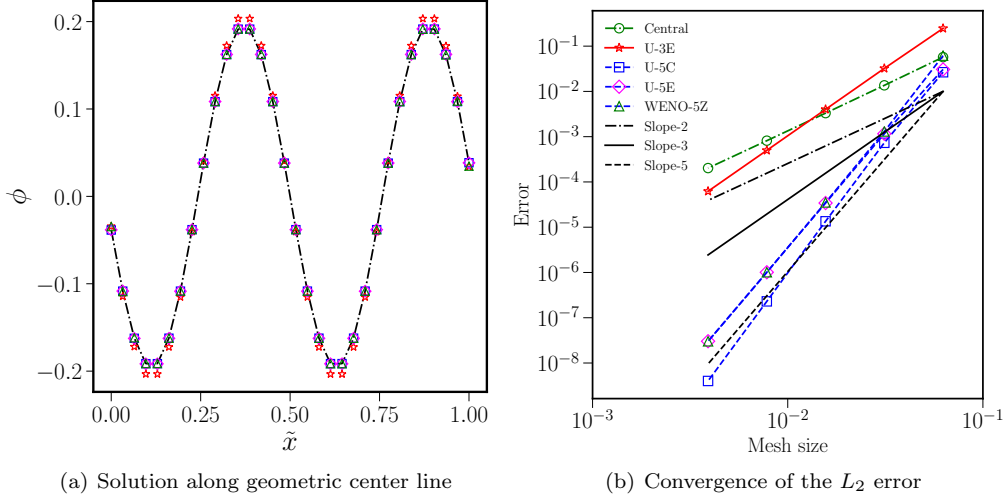 0.2
0.1
0.0
−0.1
−0.2
ϕ
0.00
0.25
0.50
0.75
1.00
x̃
(a) Solution along geometric center line
Central
U-3E
U-5C
U-5E
WENO-5Z
Slope-2
Slope-3
Slope-5
10⁻¹
10⁻²
10⁻³
10⁻⁴
10⁻⁵
10⁻⁶
10⁻⁷
10⁻⁸
Error
10⁻³
10⁻²
10⁻¹
Mesh size
(b) Convergence of the L₂ error